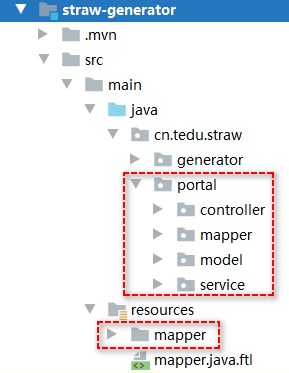 straw-generator
.mvn
src
main
java
cn.tedu.straw
generator
portal
controller
mapper
model
service
resources
mapper
mapper.java.ftl